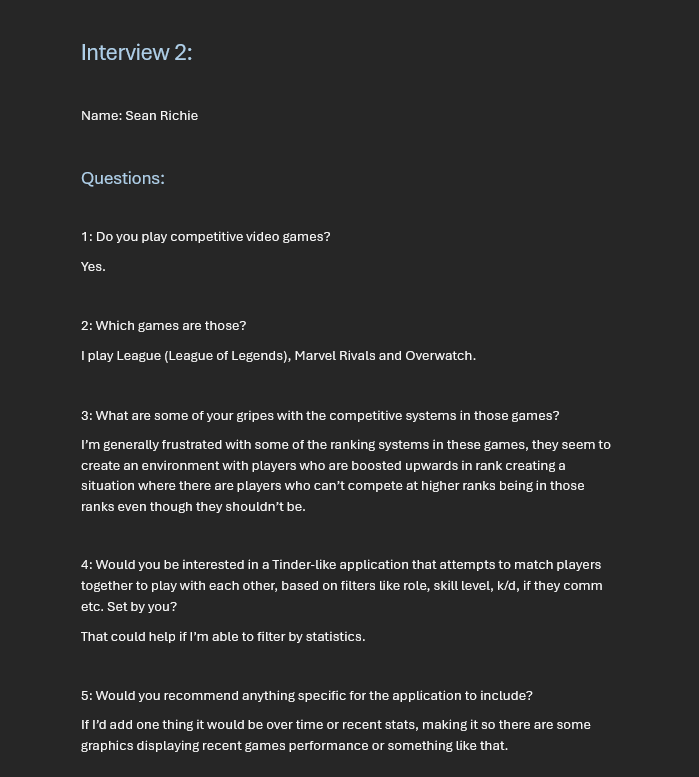 Interview 2:
Name: Sean Richie
Questions:
1: Do you play competitive video games?
Yes.
2: Which games are those?
I play League (League of Legends), Marvel Rivals and Overwatch.
3: What are some of your gripes with the competitive systems in those games?
I’m generally frustrated with some of the ranking systems in these games, they seem to
create an environment with players who are boosted upwards in rank creating a
situation where there are players who can’t compete at higher ranks being in those
ranks even though they shouldn’t be.
4: Would you be interested in a Tinder-like application that attempts to match players
together to play with each other, based on filters like role, skill level, k/d, if they comm
etc. Set by you?
That could help if I’m able to filter by statistics.
5: Would you recommend anything specific for the application to include?
If I’d add one thing it would be over time or recent stats, making it so there are some
graphics displaying recent games performance or something like that.